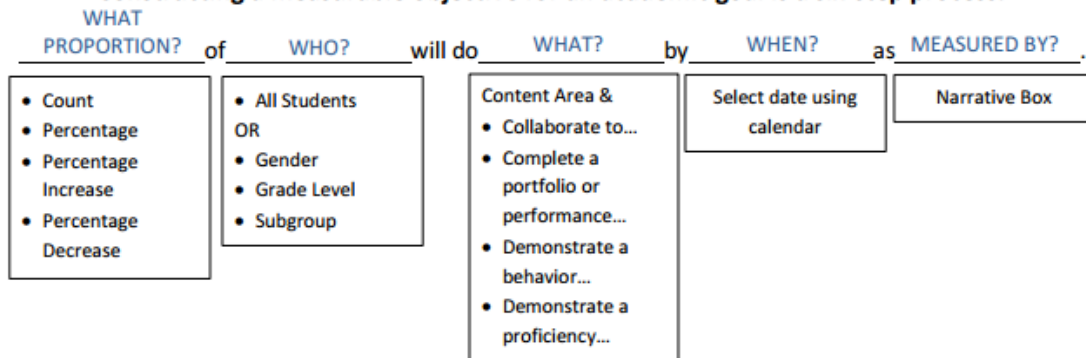 WHAT
PROPORTION? of WHO? will do WHAT? by WHEN? as MEASURED BY? .
• Count
• Percentage
• Percentage
Increase
• Percentage
Decrease
• All Students
OR
• Gender
• Grade Level
• Subgroup
Content Area &
• Collaborate to...
• Complete a
portfolio or
performance...
• Demonstrate a
behavior...
• Demonstrate a
proficiency...
Select date using
calendar
Narrative Box